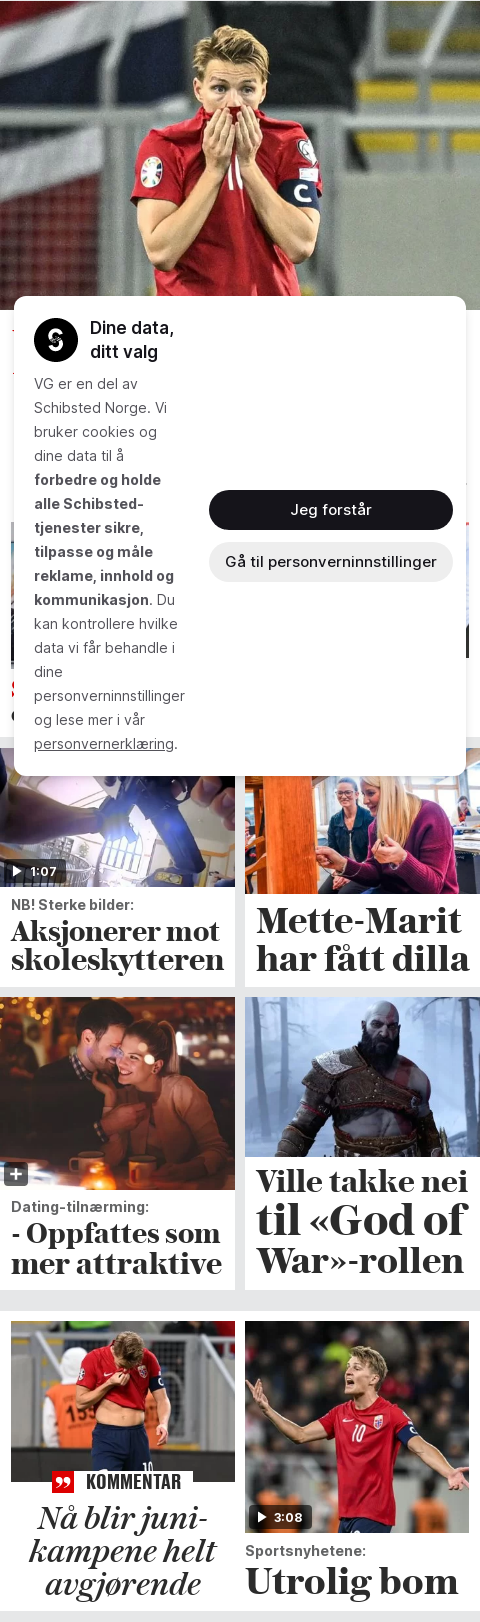 Dine data,
ditt valg
VG er en del av
Schibsted Norge. Vi
bruker cookies og
dine data til å
forbedre og holde
alle Schibsted-
tjenester sikre,
tilpasse og måle
reklame, innhold og
kommunikasjon. Du
kan kontrollere hvilke
data vi får behandle i
dine
personverninnstillinger
og lese mer i vår
personvernerklæring.
Jeg forstår
Gå til personverninnstillinger
1:07
NB! Sterke bilder:
Aksjonerer mot
skoleskytteren
Mette-Marit
har fått dilla
Dating-tilnærming:
- Oppfattes som
mer attraktive
Ville takke nei
til «God of
War»-rollen
KOMMENTAR
Nå blir juni-
kampene helt
avgjørende
10
3:08
Sportsnyhetene:
Utrolig bom